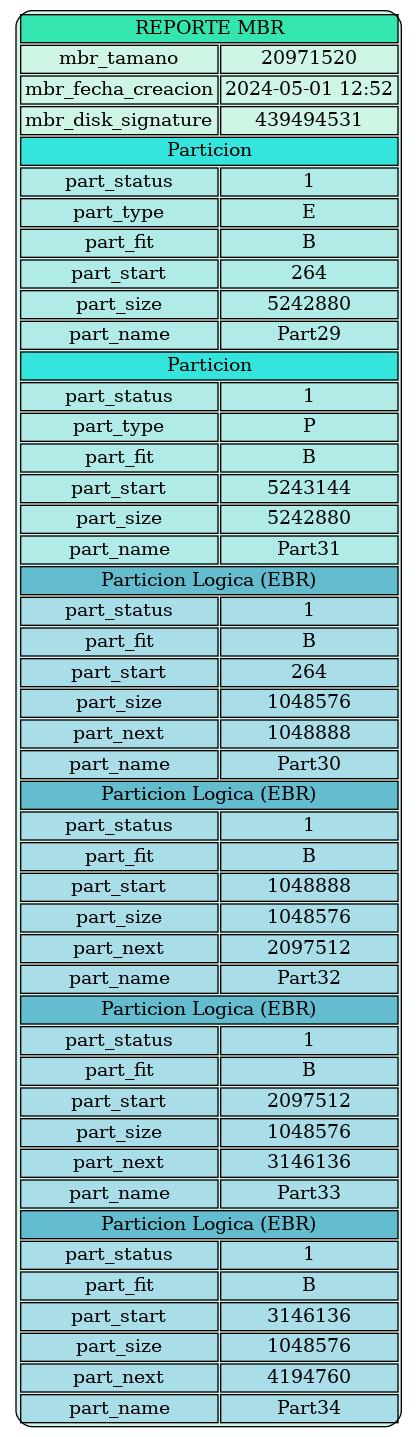 REPORTE MBR
mbr_tamano 20971520
mbr_fecha_creacion 2024-05-01 12:52
mbr_disk_signature 439494531
Particion
part_status 1
part_type E
part_fit B
part_start 264
part_size 5242880
part_name Part29
Particion
part_status 1
part_type P
part_fit B
part_start 5243144
part_size 5242880
part_name Part31
Particion Logica (EBR)
part_status 1
part_fit B
part_start 264
part_size 1048576
part_next 1048888
part_name Part30
Particion Logica (EBR)
part_status 1
part_fit B
part_start 1048888
part_size 1048576
part_next 2097512
part_name Part32
Particion Logica (EBR)
part_status 1
part_fit B
part_start 2097512
part_size 1048576
part_next 3146136
part_name Part33
Particion Logica (EBR)
part_status 1
part_fit B
part_start 3146136
part_size 1048576
part_next 4194760
part_name Part34